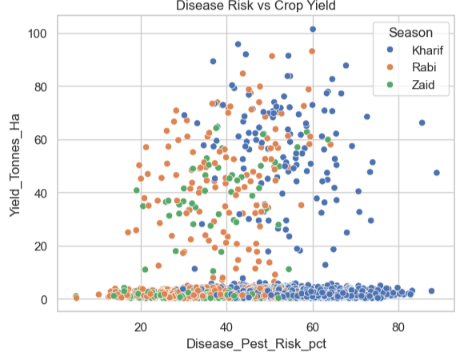 Disease Risk vs Crop Yield
Season
Kharif
Rabi
Zaid
100
80
60
40
20
0
Yield_Tonnes_Ha
20
40
60
80
Disease_Pest_Risk_pct